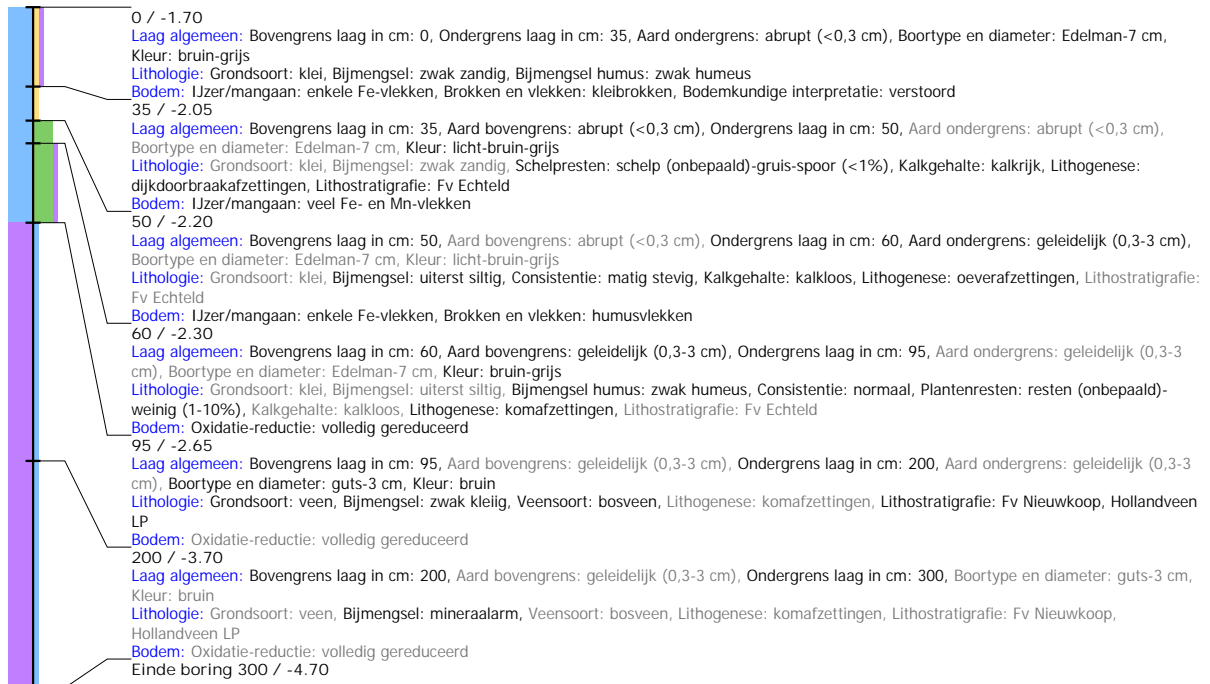 0 / -1.70
Laag algemeen: Bovengrens laag in cm: 0, Ondergrens laag in cm: 35, Aard ondergrens: abrupt (<0,3 cm), Boortype en diameter: Edelman-7 cm,
Kleur: bruin-grijs
Lithologie: Grondsoort: klei, Bijmengsel: zwak zandig, Bijmengsel humus: zwak humeus
Bodem: IJzer/mangaan: enkele Fe-vlekken, Brokken en vlekken: kleibrokken, Bodemkundige interpretatie: verstoord
35 / -2.05
Laag algemeen: Bovengrens laag in cm: 35, Aard bovengrens: abrupt (<0,3 cm), Ondergrens laag in cm: 50, Aard ondergrens: abrupt (<0,3 cm),
Boortype en diameter: Edelman-7 cm, Kleur: licht-bruin-grijs
Lithologie: Grondsoort: klei, Bijmengsel: zwak zandig, Schelpresten: schelp (onbepaald)-gruis-spoor (<1%), Kalkgehalte: kalkrijk, Lithogenese:
dijkdoorbraakafzettingen, Lithostratigrafie: Fv Echteld
Bodem: IJzer/mangaan: veel Fe- en Mn-vlekken
50 / -2.20
Laag algemeen: Bovengrens laag in cm: 50, Aard bovengrens: abrupt (<0,3 cm), Ondergrens laag in cm: 60, Aard ondergrens: geleidelijk (0,3-3 cm),
Boortype en diameter: Edelman-7 cm, Kleur: licht-bruin-grijs
Lithologie: Grondsoort: klei, Bijmengsel: uiterst siltig, Consistentie: matig stevig, Kalkgehalte: kalkloos, Lithogenese: oeverafzettingen, Lithostratigrafie:
Fv Echteld
Bodem: IJzer/mangaan: enkele Fe-vlekken, Brokken en vlekken: humusvlekken
60 / -2.30
Laag algemeen: Bovengrens laag in cm: 60, Aard bovengrens: geleidelijk (0,3-3 cm), Ondergrens laag in cm: 95, Aard ondergrens: geleidelijk (0,3-3
cm), Boortype en diameter: Edelman-7 cm, Kleur: bruin-grijs
Lithologie: Grondsoort: klei, Bijmengsel: uiterst siltig, Bijmengsel humus: zwak humeus, Consistentie: normaal, Plantenresten: resten (onbepaald)-
weinig (1-10%), Kalkgehalte: kalkloos, Lithogenese: komafzettingen, Lithostratigrafie: Fv Echteld
Bodem: Oxidatie-reductie: volledig gereduceerd
95 / -2.65
Laag algemeen: Bovengrens laag in cm: 95, Aard bovengrens: geleidelijk (0,3-3 cm), Ondergrens laag in cm: 200, Aard ondergrens: geleidelijk (0,3-3
cm), Boortype en diameter: guts-3 cm, Kleur: bruin
Lithologie: Grondsoort: veen, Bijmengsel: zwak kleiig, Veensoort: bosveen, Lithogenese: komafzettingen, Lithostratigrafie: Fv Nieuwkoop, Hollandveen
LP
Bodem: Oxidatie-reductie: volledig gereduceerd
200 / -3.70
Laag algemeen: Bovengrens laag in cm: 200, Aard bovengrens: geleidelijk (0,3-3 cm), Ondergrens laag in cm: 300, Boortype en diameter: guts-3 cm,
Kleur: bruin
Lithologie: Grondsoort: veen, Bijmengsel: mineraalarm, Veensoort: bosveen, Lithogenese: komafzettingen, Lithostratigrafie: Fv Nieuwkoop,
Hollandveen LP
Bodem: Oxidatie-reductie: volledig gereduceerd
Einde boring 300 / -4.70